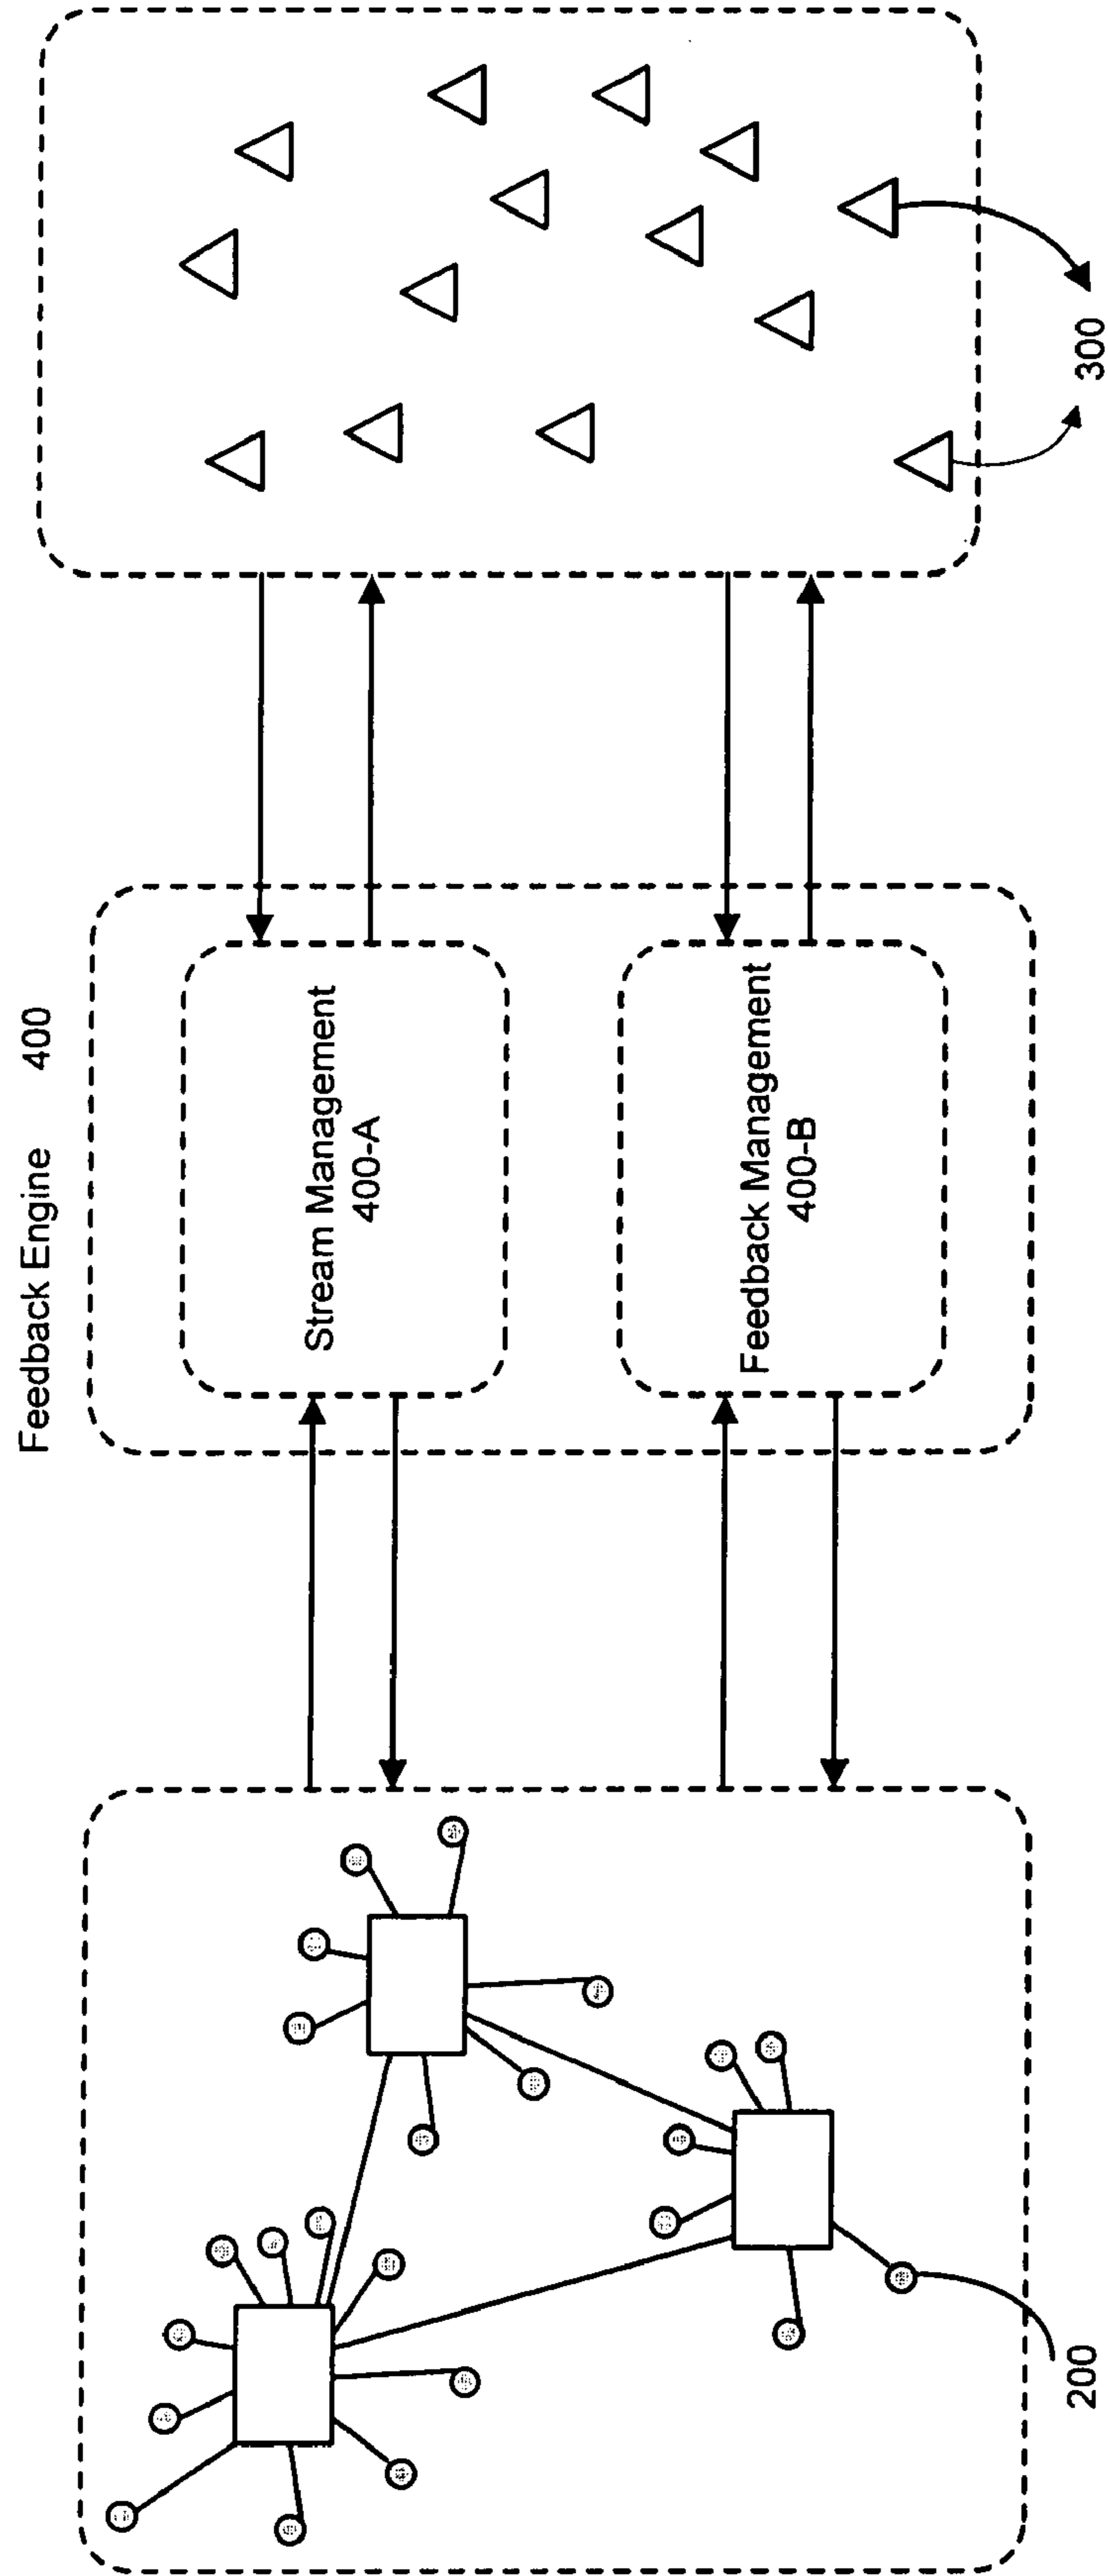 Feedback Engine 400
Stream Management
400-A
Feedback Management
400-B
200
300